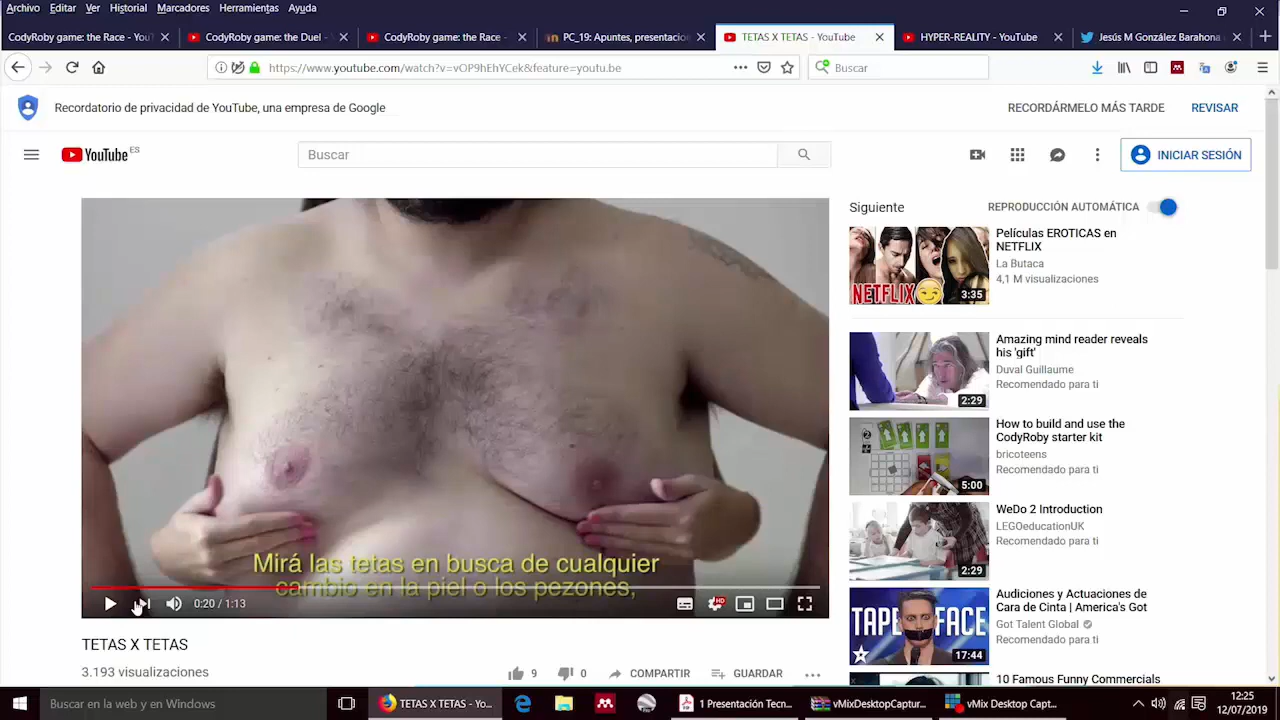 Archivo Editar Ver Historial Marcadores Herramientas Ayuda
CodyRoby game: the Race - YouT
CodyRoby game: the Duel -
CodyRoby game: the Race -
PC_19: Apuntes, presentacio
TETAS X TETAS - YouTube
HYPER-REALITY - YouTube
Jesús M Gonzalez Barahona
https://www.youtube.com/watch?v=vOP9hEhYCek&feature=youtu.be
Buscar
Recordatorio de privacidad de YouTube, una empresa de Google
RECORDÁRMELO MÁS TARDE
REVISAR
YouTube ES
Buscar
INICIAR SESIÓN
Siguiente
REPRODUCCIÓN AUTOMÁTICA
NETFLIX
3:35
Películas EROTICAS en
NETFLIX
La Butaca
4,1 M visualizaciones
2:29
Amazing mind reader reveals
his 'gift'
Duval Guillaume
Recomendado para ti
5:00
How to build and use the
CodyRoby starter kit
bricoteens
Recomendado para ti
2:29
WeDo 2 Introduction
LEGOeducationUK
Recomendado para ti
TAPE FACE
17:44
Audiciones y Actuaciones de
Cara de Cinta | America's Got
Got Talent Global
Recomendado para ti
10 Famous Funny Commercials
Mirá las tetas en busca de cualquier
cambio en la piel o los pezones,
0:20 / 1:13
HD
TETAS X TETAS
3.193 visualizaciones
9
0
COMPARTIR
GUARDAR
Buscar en la web y en Windows
TETAS X TETAS - Yo...
1 Presentación Tecn...
vMixDesktopCaptur...
vMix Desktop Capt...
12:25
12/07/2019